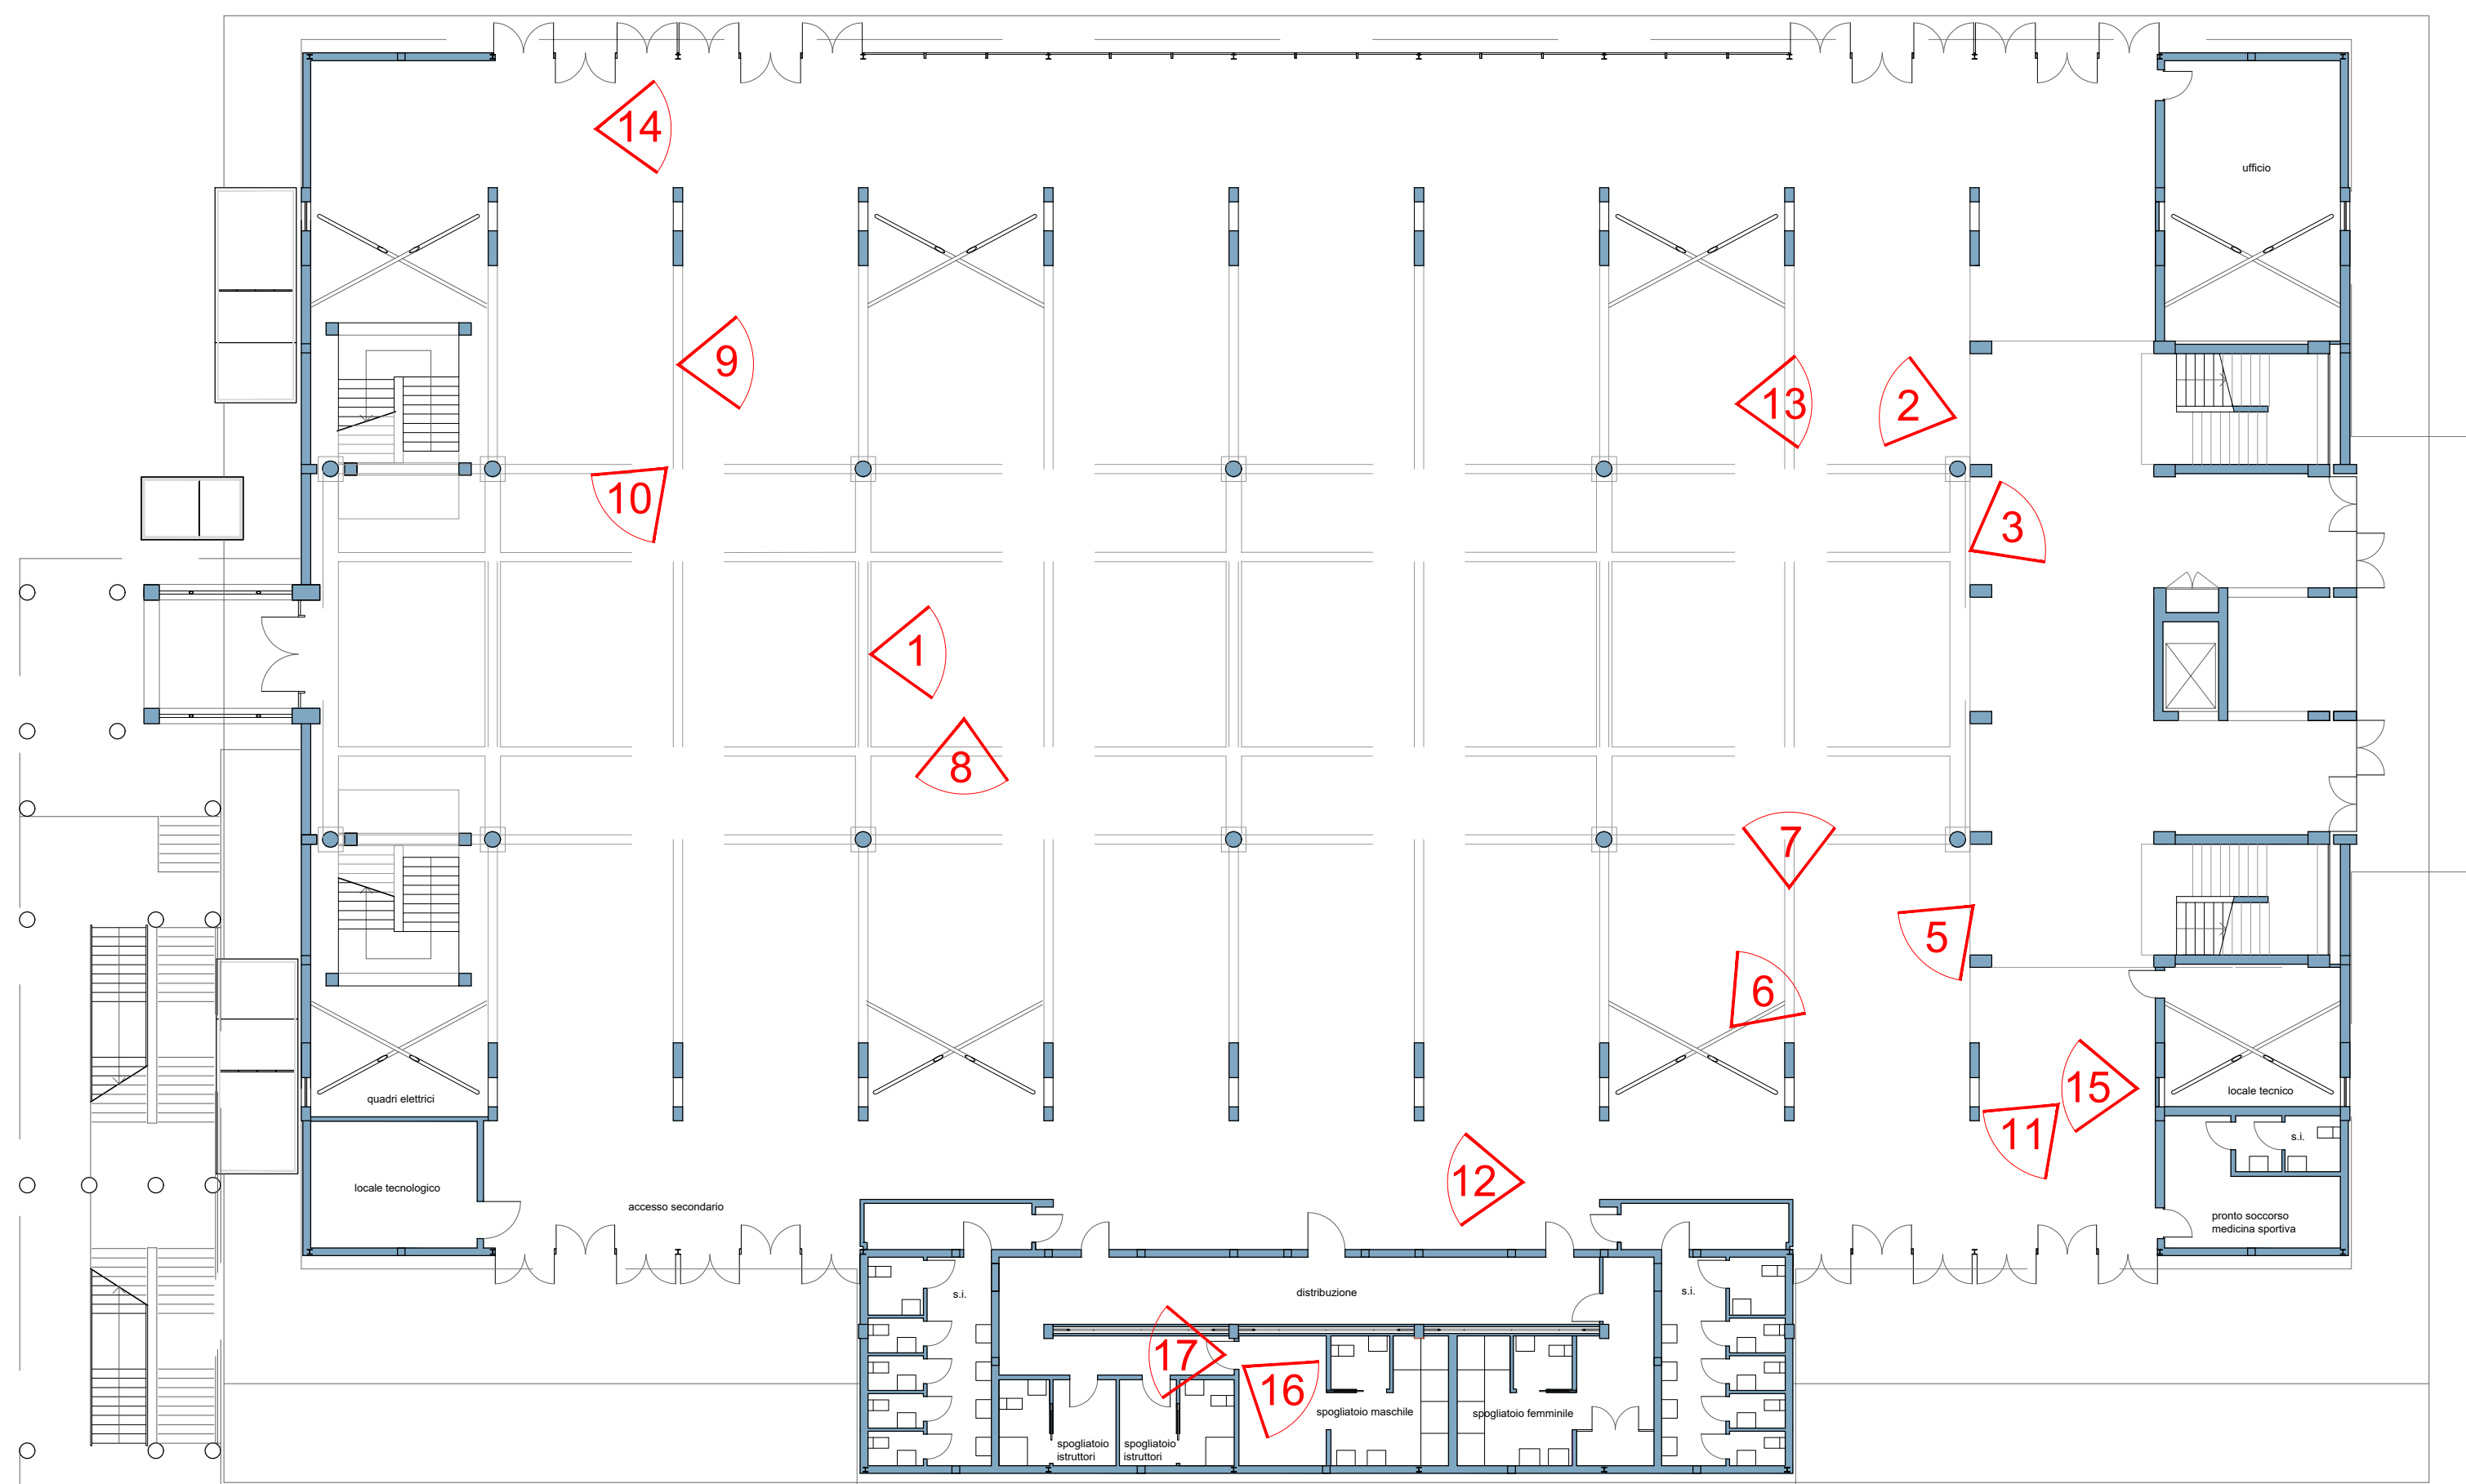 14
ufficio
9
13
2
10
3
1
8
7
5
6
15
quadri elettrici
locale tecnico
11
s.i.
12
locale tecnologico
accesso secondario
pronto soccorso
medicina sportiva
s.i.
distribuzione
s.i.
17
16
spogliatoio maschile
spogliatoio femminile
spogliatoio
istruttori
spogliatoio
istruttori